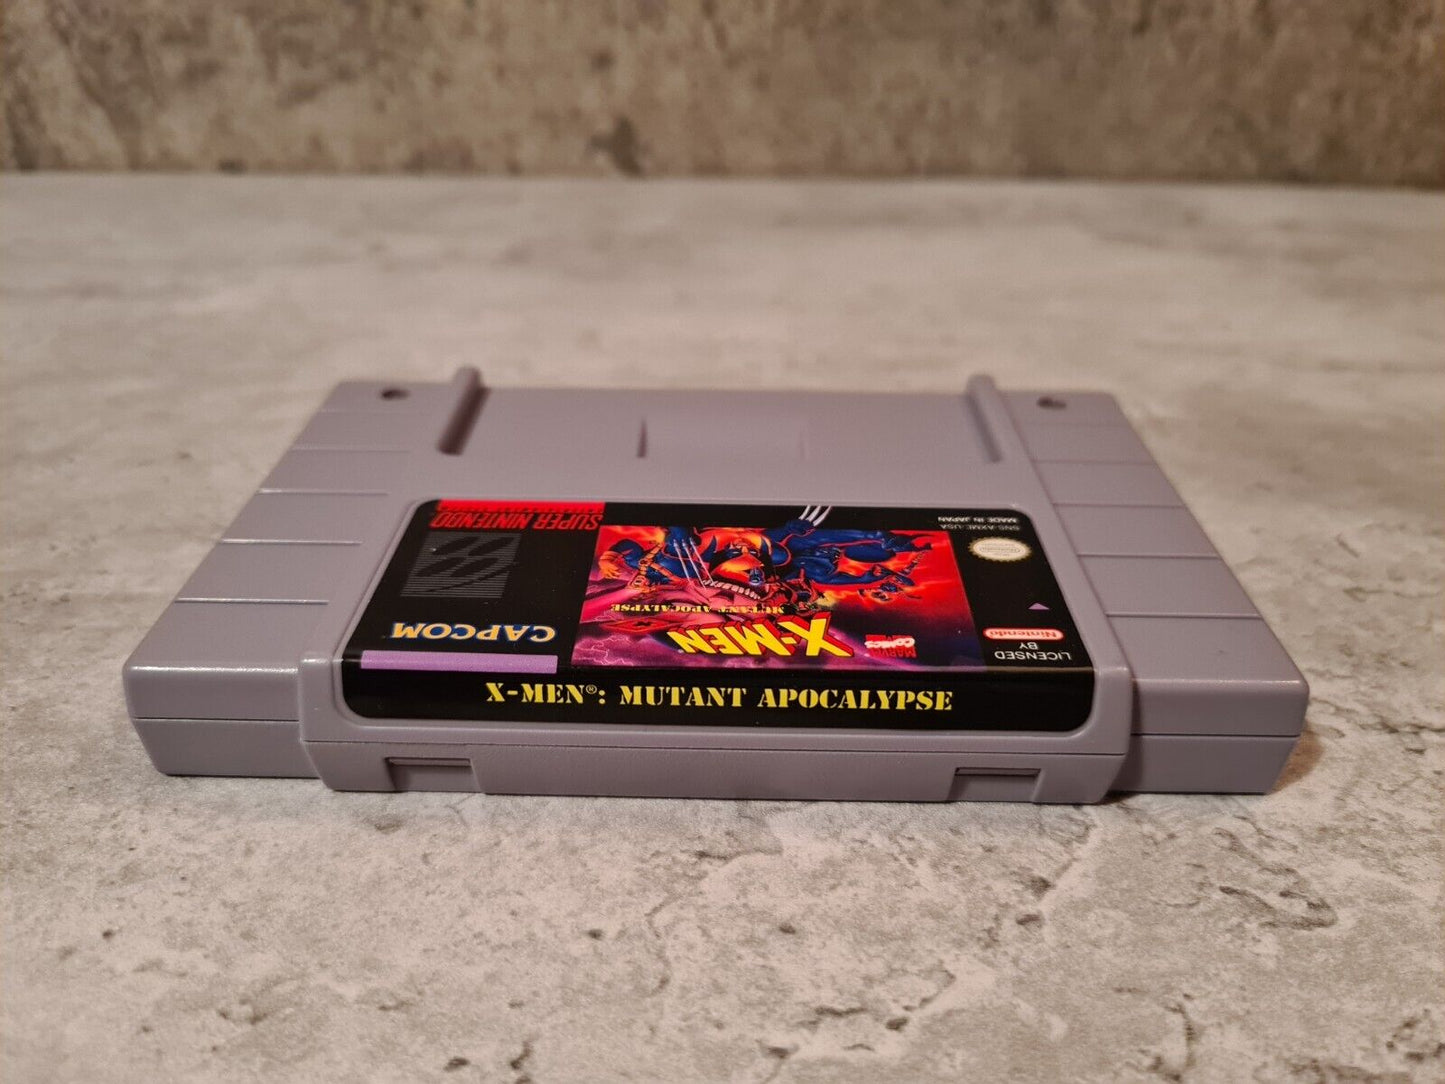 X-MEN®: MUTANT APOCALYPSE
CAPCOM
SUPER NINTENDO
MARVEL COMICS
X-MEN
MUTANT APOCALYPSE
LICENSED
BY
Nintendo
SNS-AXME-USA
MADE IN JAPAN